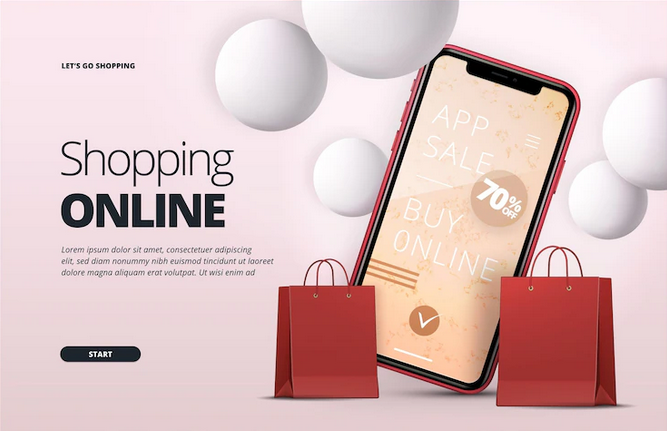 LET'S GO SHOPPING
Shopping
ONLINE
Lorem ipsum dolor sit amet, consectetuer adipiscing
elit, sed diam nonummy nibh euismod tincidunt ut laoreet
dolore magna aliquam erat volutpat. Ut wisi enim ad
START
APP
SALE
70%
OFF
BUY
ONLINE